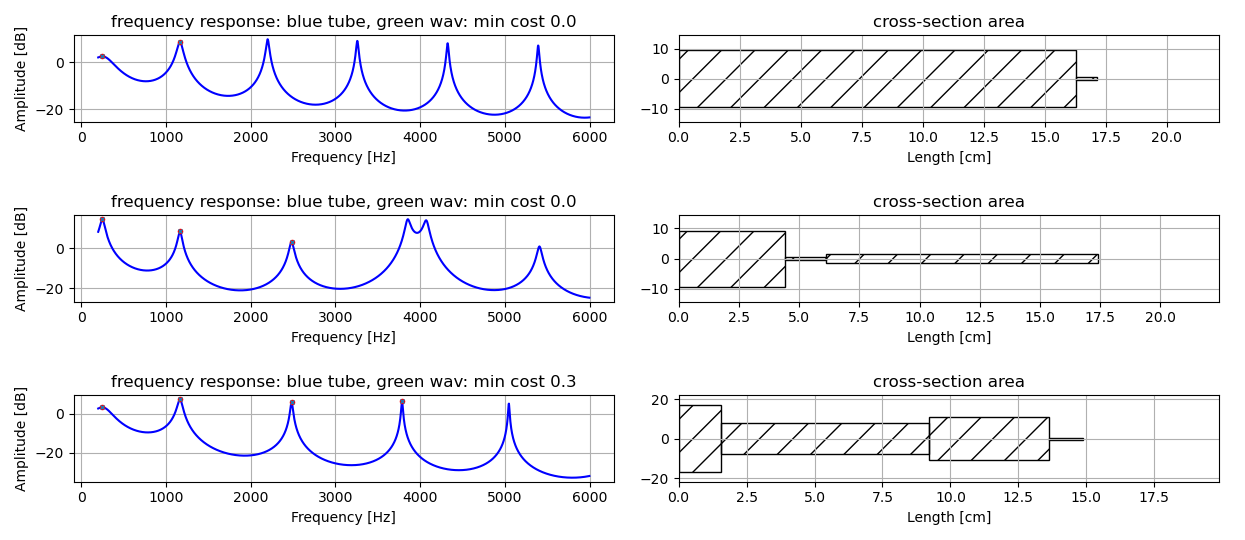 frequency response: blue tube, green wav: min cost 0.0
cross-section area
Amplitude [dB]
0
−20
0 1000 2000 3000 4000 5000 6000
Frequency [Hz]
10
0
−10
0.0 2.5 5.0 7.5 10.0 12.5 15.0 17.5 20.0
Length [cm]
frequency response: blue tube, green wav: min cost 0.0
cross-section area
Amplitude [dB]
0
−20
0 1000 2000 3000 4000 5000 6000
Frequency [Hz]
10
0
−10
0.0 2.5 5.0 7.5 10.0 12.5 15.0 17.5 20.0
Length [cm]
frequency response: blue tube, green wav: min cost 0.3
cross-section area
Amplitude [dB]
0
−20
0 1000 2000 3000 4000 5000 6000
Frequency [Hz]
20
0
−20
0.0 2.5 5.0 7.5 10.0 12.5 15.0 17.5
Length [cm]